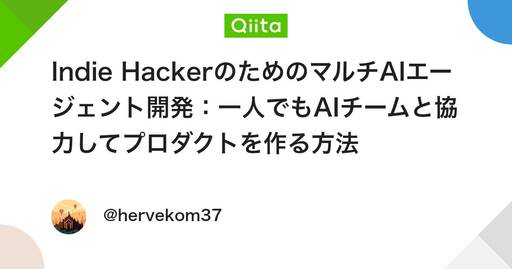 Qiita
Indie HackerのためのマルチAIエー
ジェント開発：一人でもAIチームと協
力してプロダクトを作る方法
@hervekom37